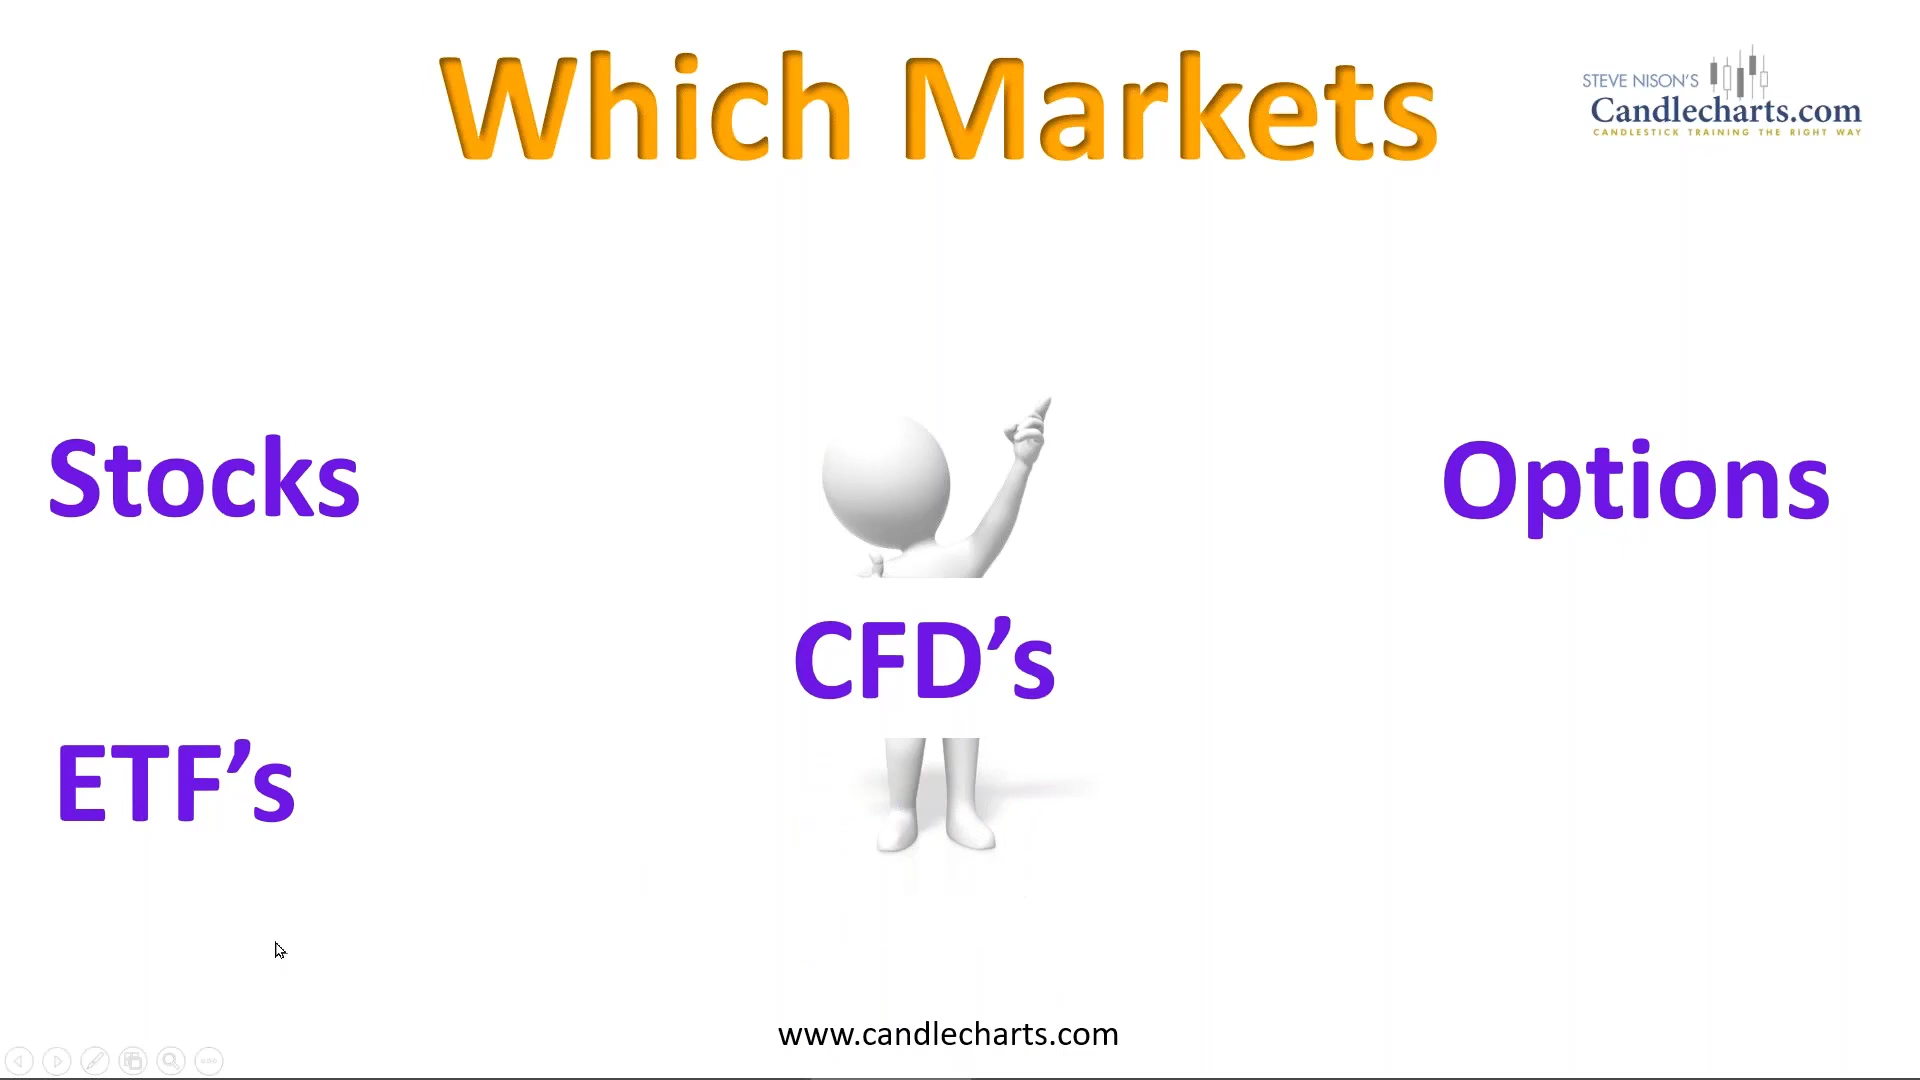 Which Markets
STEVE NISON'S
Candlecharts.com
CANDLESTICK TRAINING THE RIGHT WAY
Stocks
Options
CFD’s
ETF’s
www.candlecharts.com